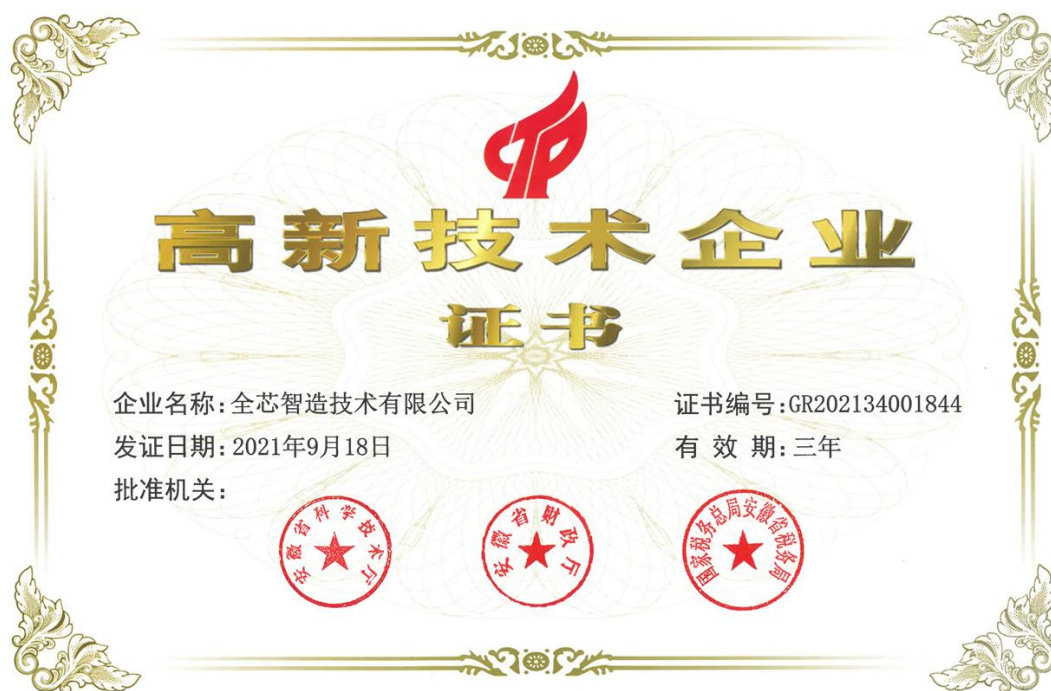 高新技术企业
证书
企业名称:全芯智造技术有限公司
证书编号:GR202134001844
发证日期:2021年9月18日
有 效 期:三年
批准机关:
安徽省科学技术厅
安徽省财政厅
国家税务总局安徽省税务局